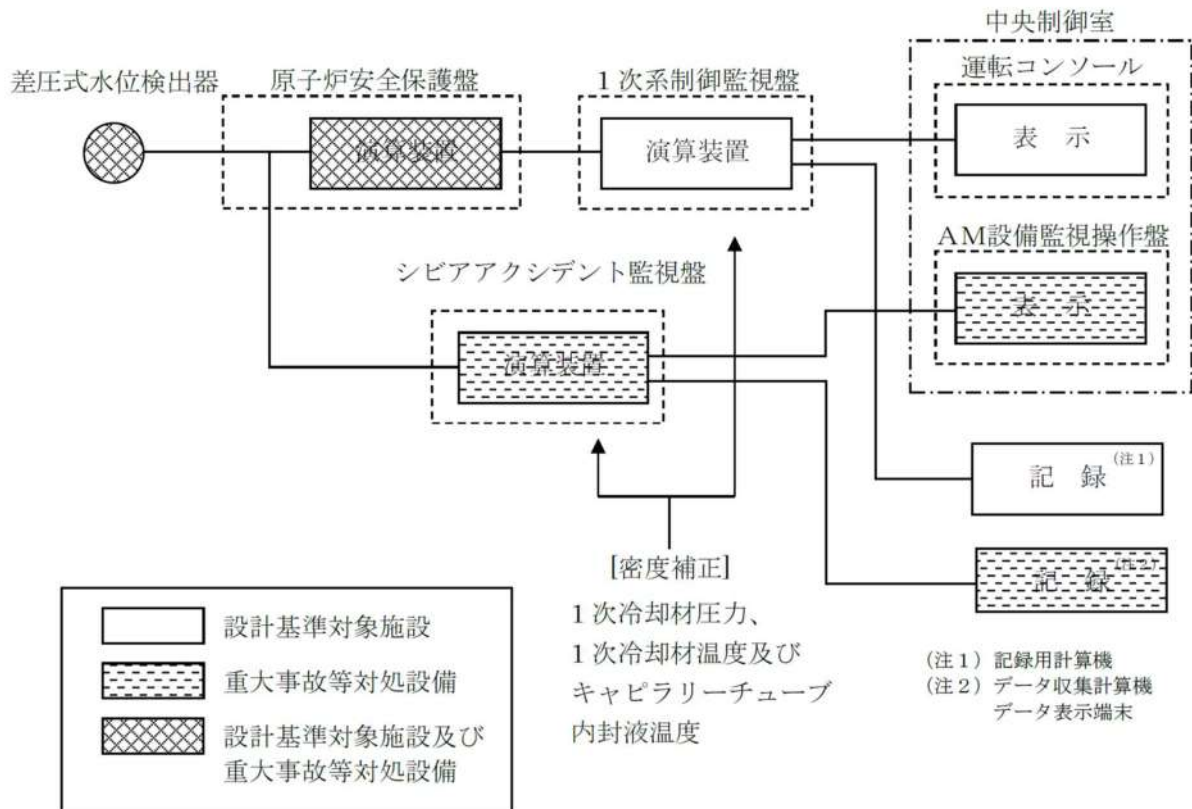 中央制御室
差圧式水位検出器
原子炉安全保護盤
1次系制御監視盤
運転コンソール
演算装置
演算装置
表 示
AM設備監視操作盤
シビアアクシデント監視盤
表 示
演算装置
記 録(注1)
記 録(注2)
[密度補正]
1次冷却材圧力、
1次冷却材温度及び
キャピラリーチューブ
内封液温度
設計基準対象施設
重大事故等対処設備
設計基準対象施設及び
重大事故等対処設備
(注1)記録用計算機
(注2)データ収集計算機
データ表示端末